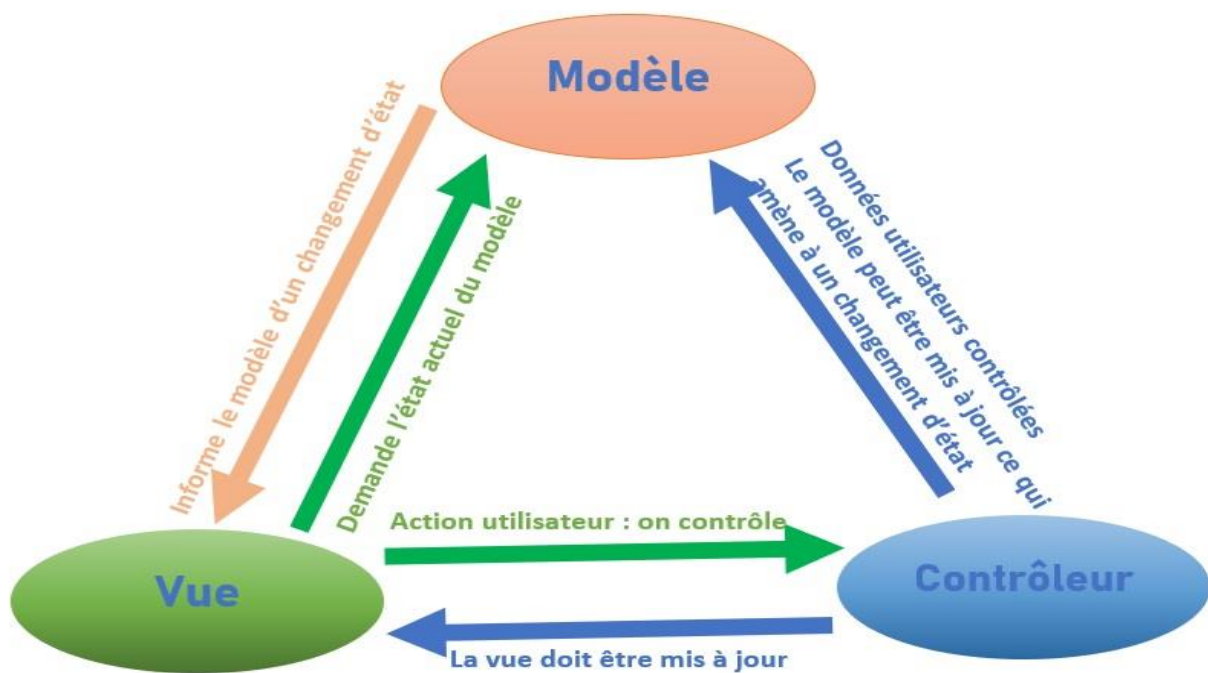 Modèle
Informe le modèle d'un changement d'état
Demande l'état actuel du modèle
Données utilisateurs contrôlées
Le modèle peut être mis à jour ce qui
amène à un changement d'état
Action utilisateur : on contrôle
Vue
Contrôleur
La vue doit être mis à jour